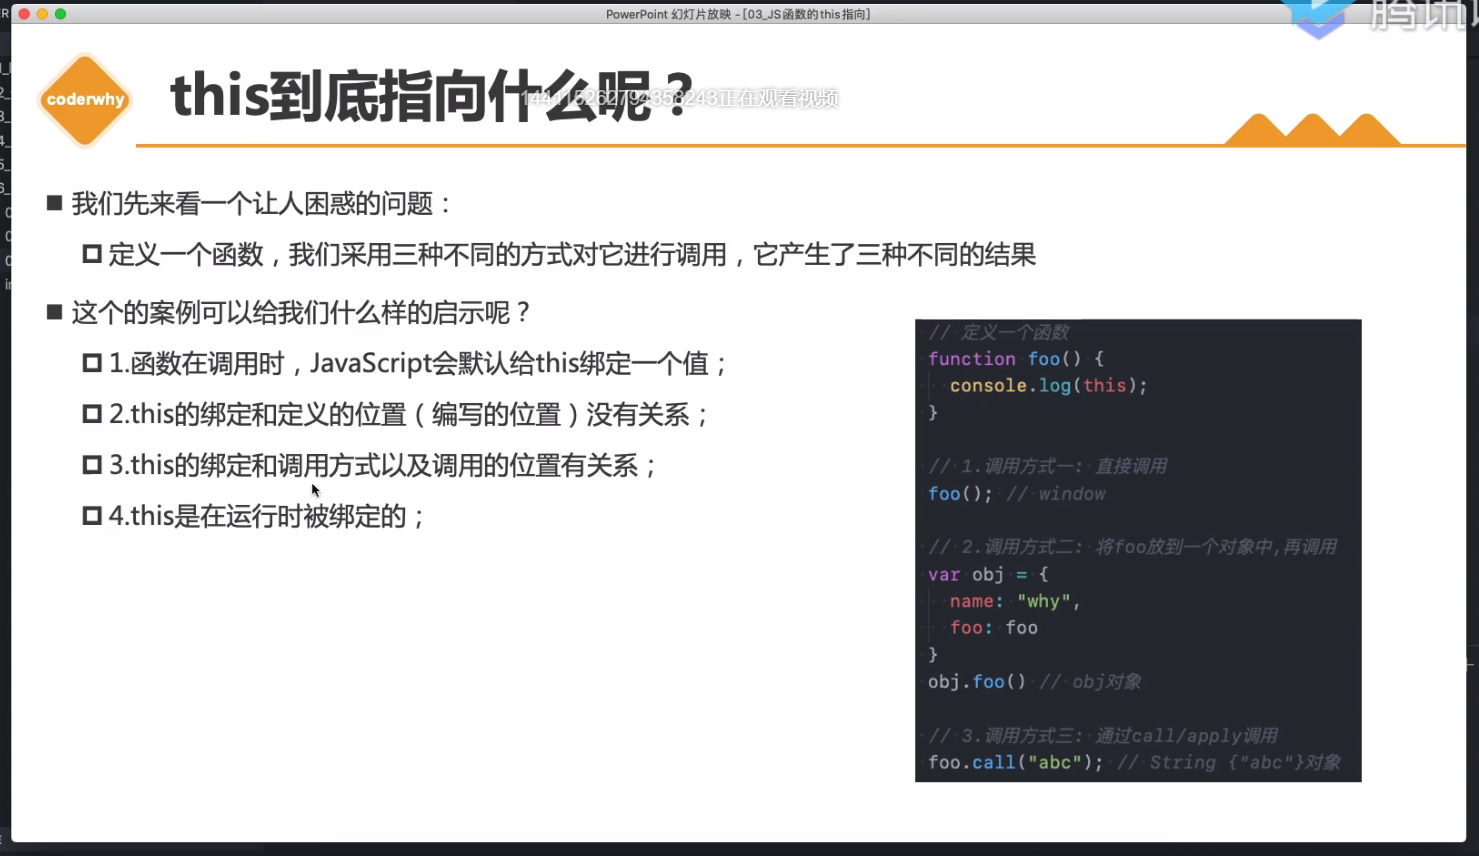 PowerPoint 幻灯片放映 - [03_JS函数的this指向]
腾讯
coderwhy
this到底指向什么呢？
144115262794358243正在观看视频
■ 我们先来看一个让人困惑的问题：
定义一个函数，我们采用三种不同的方式对它进行调用，它产生了三种不同的结果
■ 这个的案例可以给我们什么样的启示呢？
1.函数在调用时，JavaScript会默认给this绑定一个值；
2.this的绑定和定义的位置（编写的位置）没有关系；
3.this的绑定和调用方式以及调用的位置有关系；
4.this是在运行时被绑定的；
// 定义一个函数
function foo() {
console.log(this);
}
// 1.调用方式一: 直接调用
foo(); // window
// 2.调用方式二: 将foo放到一个对象中,再调用
var obj = {
name: "why",
foo: foo
}
obj.foo() // obj对象
// 3.调用方式三: 通过call/apply调用
foo.call("abc"); // String {"abc"}对象